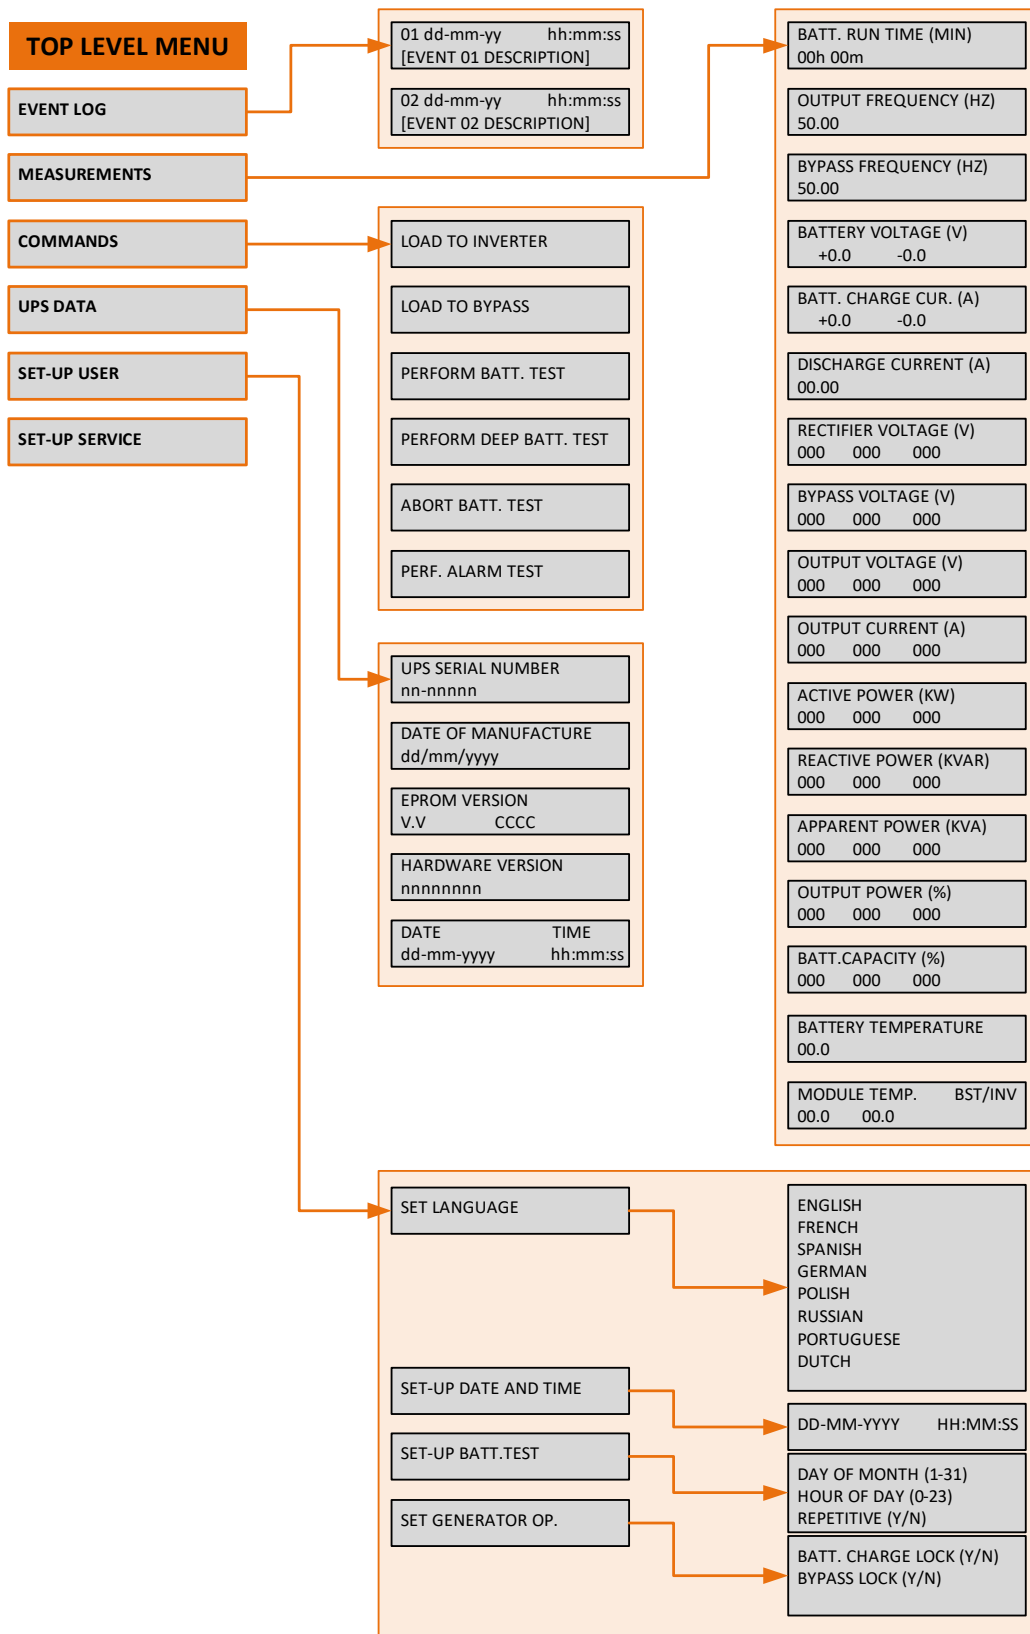 TOP LEVEL MENU
EVENT LOG
MEASUREMENTS
COMMANDS
UPS DATA
SET-UP USER
SET-UP SERVICE
01 dd-mm-yy hh:mm:ss
[EVENT 01 DESCRIPTION]
02 dd-mm-yy hh:mm:ss
[EVENT 02 DESCRIPTION]
LOAD TO INVERTER
LOAD TO BYPASS
PERFORM BATT. TEST
PERFORM DEEP BATT. TEST
ABORT BATT. TEST
PERF. ALARM TEST
UPS SERIAL NUMBER
nn-nnnnn
DATE OF MANUFACTURE
dd/mm/yyyy
EPROM VERSION
V.V CCCC
HARDWARE VERSION
nnnnnnnn
DATE TIME
dd-mm-yyyy hh:mm:ss
BATT. RUN TIME (MIN)
00h 00m
OUTPUT FREQUENCY (HZ)
50.00
BYPASS FREQUENCY (HZ)
50.00
BATTERY VOLTAGE (V)
+0.0 -0.0
BATT. CHARGE CUR. (A)
+0.0 -0.0
DISCHARGE CURRENT (A)
00.00
RECTIFIER VOLTAGE (V)
000 000 000
BYPASS VOLTAGE (V)
000 000 000
OUTPUT VOLTAGE (V)
000 000 000
OUTPUT CURRENT (A)
000 000 000
ACTIVE POWER (KW)
000 000 000
REACTIVE POWER (KVAR)
000 000 000
APPARENT POWER (KVA)
000 000 000
OUTPUT POWER (%)
000 000 000
BATT.CAPACITY (%)
000 000 000
BATTERY TEMPERATURE
00.0
MODULE TEMP. BST/INV
00.0 00.0
SET LANGUAGE
ENGLISH
FRENCH
SPANISH
GERMAN
POLISH
RUSSIAN
PORTUGUESE
DUTCH
SET-UP DATE AND TIME
DD-MM-YYYY HH:MM:SS
SET-UP BATT.TEST
DAY OF MONTH (1-31)
HOUR OF DAY (0-23)
REPETITIVE (Y/N)
SET GENERATOR OP.
BATT. CHARGE LOCK (Y/N)
BYPASS LOCK (Y/N)